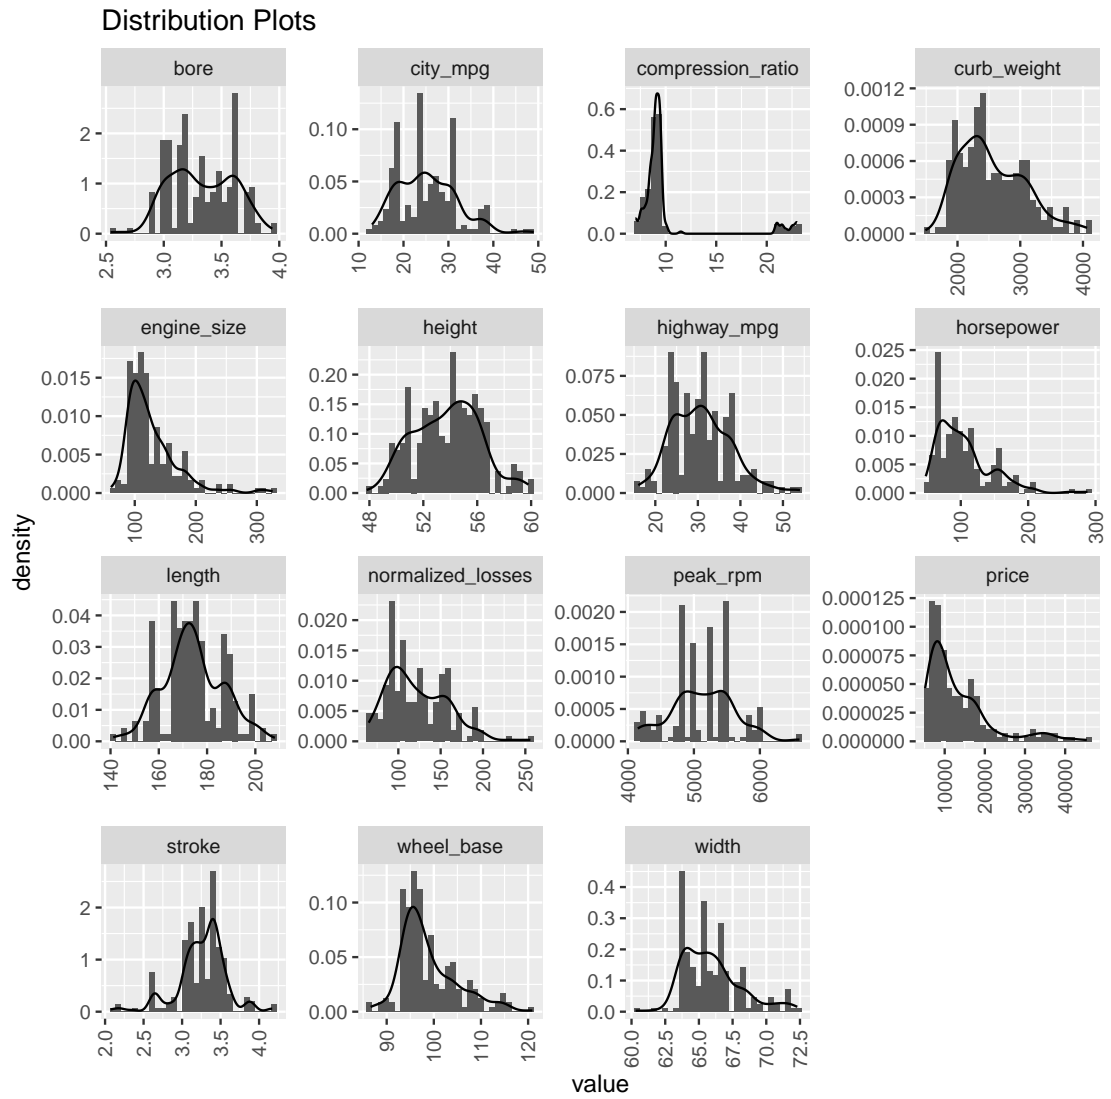 Distribution Plots
bore city_mpg compression_ratio curb_weight
2 1 0
0.10 0.05 0.00
0.6 0.4 0.2 0.0
0.0012 0.0009 0.0006 0.0003 0.0000
2.5 3.0 3.5 4.0
10 20 30 40 50
10 15 20
2000 3000 4000
engine_size height highway_mpg horsepower
0.015 0.010 0.005 0.000
0.20 0.15 0.10 0.05 0.00
0.075 0.050 0.025 0.000
0.025 0.020 0.015 0.010 0.005 0.000
100 200 300
48 52 56 60
20 30 40 50
100 200 300
density
length normalized_losses peak_rpm price
0.04 0.03 0.02 0.01 0.00
0.020 0.015 0.010 0.005 0.000
0.0020 0.0015 0.0010 0.0005 0.0000
0.000125 0.000100 0.000075 0.000050 0.000025 0.000000
140 160 180 200
100 150 200 250
4000 5000 6000
10000 20000 30000 40000
stroke wheel_base width
2 1 0
0.10 0.05 0.00
0.4 0.3 0.2 0.1 0.0
2.0 2.5 3.0 3.5 4.0
90 100 110 120
60.0 62.5 65.0 67.5 70.0 72.5
value